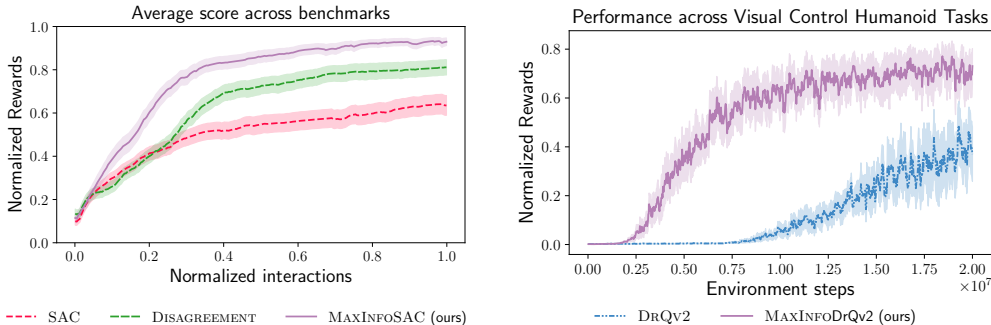 Average score across benchmarks
Normalized Rewards
1.0
0.8
0.6
0.4
0.2
0.0
0.0 0.2 0.4 0.6 0.8 1.0
Normalized interactions
SAC DISAGREEMENT MAXINFOSAC (ours)
Performance across Visual Control Humanoid Tasks
Normalized Rewards
0.8
0.6
0.4
0.2
0.0
0.00 0.25 0.50 0.75 1.00 1.25 1.50 1.75 2.00
×10⁷
Environment steps
DRQV2 MAXINFODRQV2 (ours)